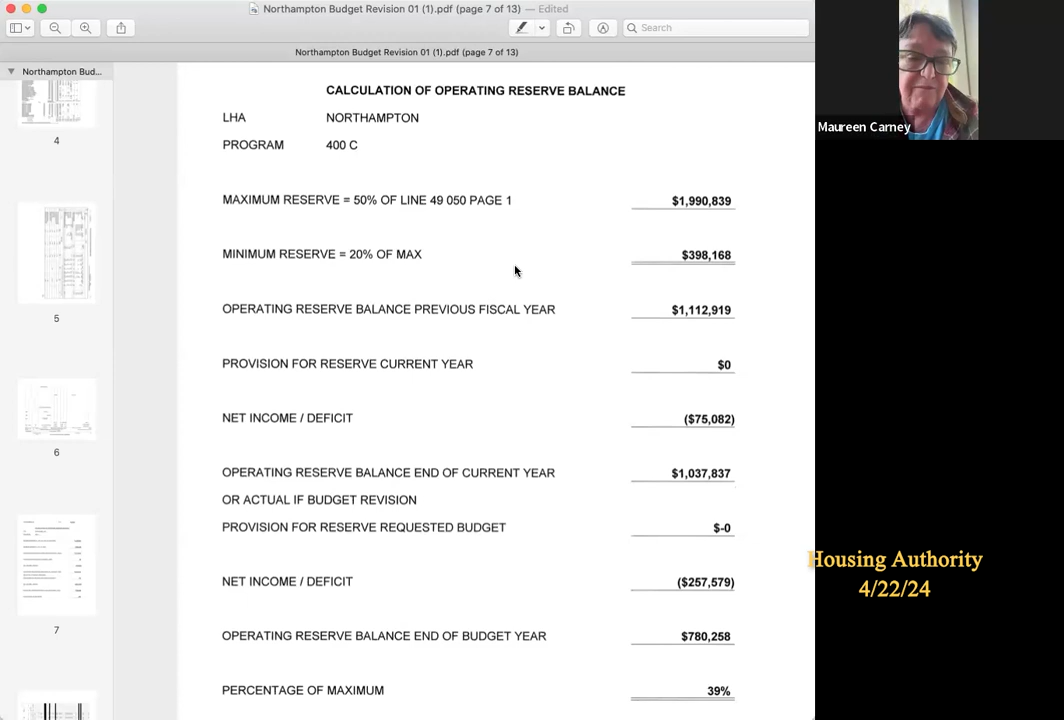 Northampton Budget Revision 01 (1).pdf (page 7 of 13) — Edited
Search
Northampton Budget Revision 01 (1).pdf (page 7 of 13)
Northampton Bud...
4
5
6
7
CALCULATION OF OPERATING RESERVE BALANCE
LHA NORTHAMPTON
PROGRAM 400 C
MAXIMUM RESERVE = 50% OF LINE 49 050 PAGE 1 $1,990,839
MINIMUM RESERVE = 20% OF MAX $398,168
OPERATING RESERVE BALANCE PREVIOUS FISCAL YEAR $1,112,919
PROVISION FOR RESERVE CURRENT YEAR $0
NET INCOME / DEFICIT ($75,082)
OPERATING RESERVE BALANCE END OF CURRENT YEAR $1,037,837
OR ACTUAL IF BUDGET REVISION
PROVISION FOR RESERVE REQUESTED BUDGET $-0
NET INCOME / DEFICIT ($257,579)
OPERATING RESERVE BALANCE END OF BUDGET YEAR $780,258
PERCENTAGE OF MAXIMUM 39%
Maureen Carney
Housing Authority
4/22/24